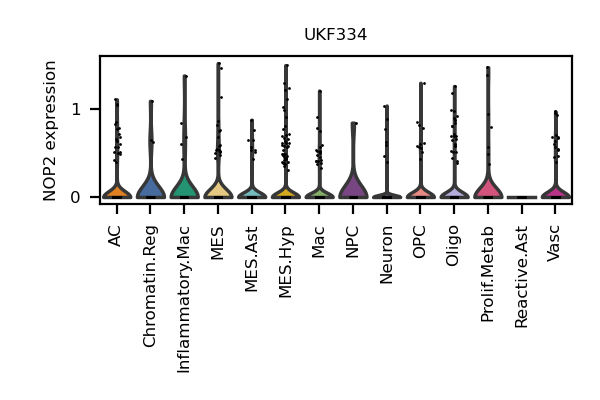 UKF334
NOP2 expression
1
0
AC
Chromatin.Reg
Inflammatory.Mac
MES
MES.Ast
MES.Hyp
Mac
NPC
Neuron
OPC
Oligo
Prolif.Metab
Reactive.Ast
Vasc